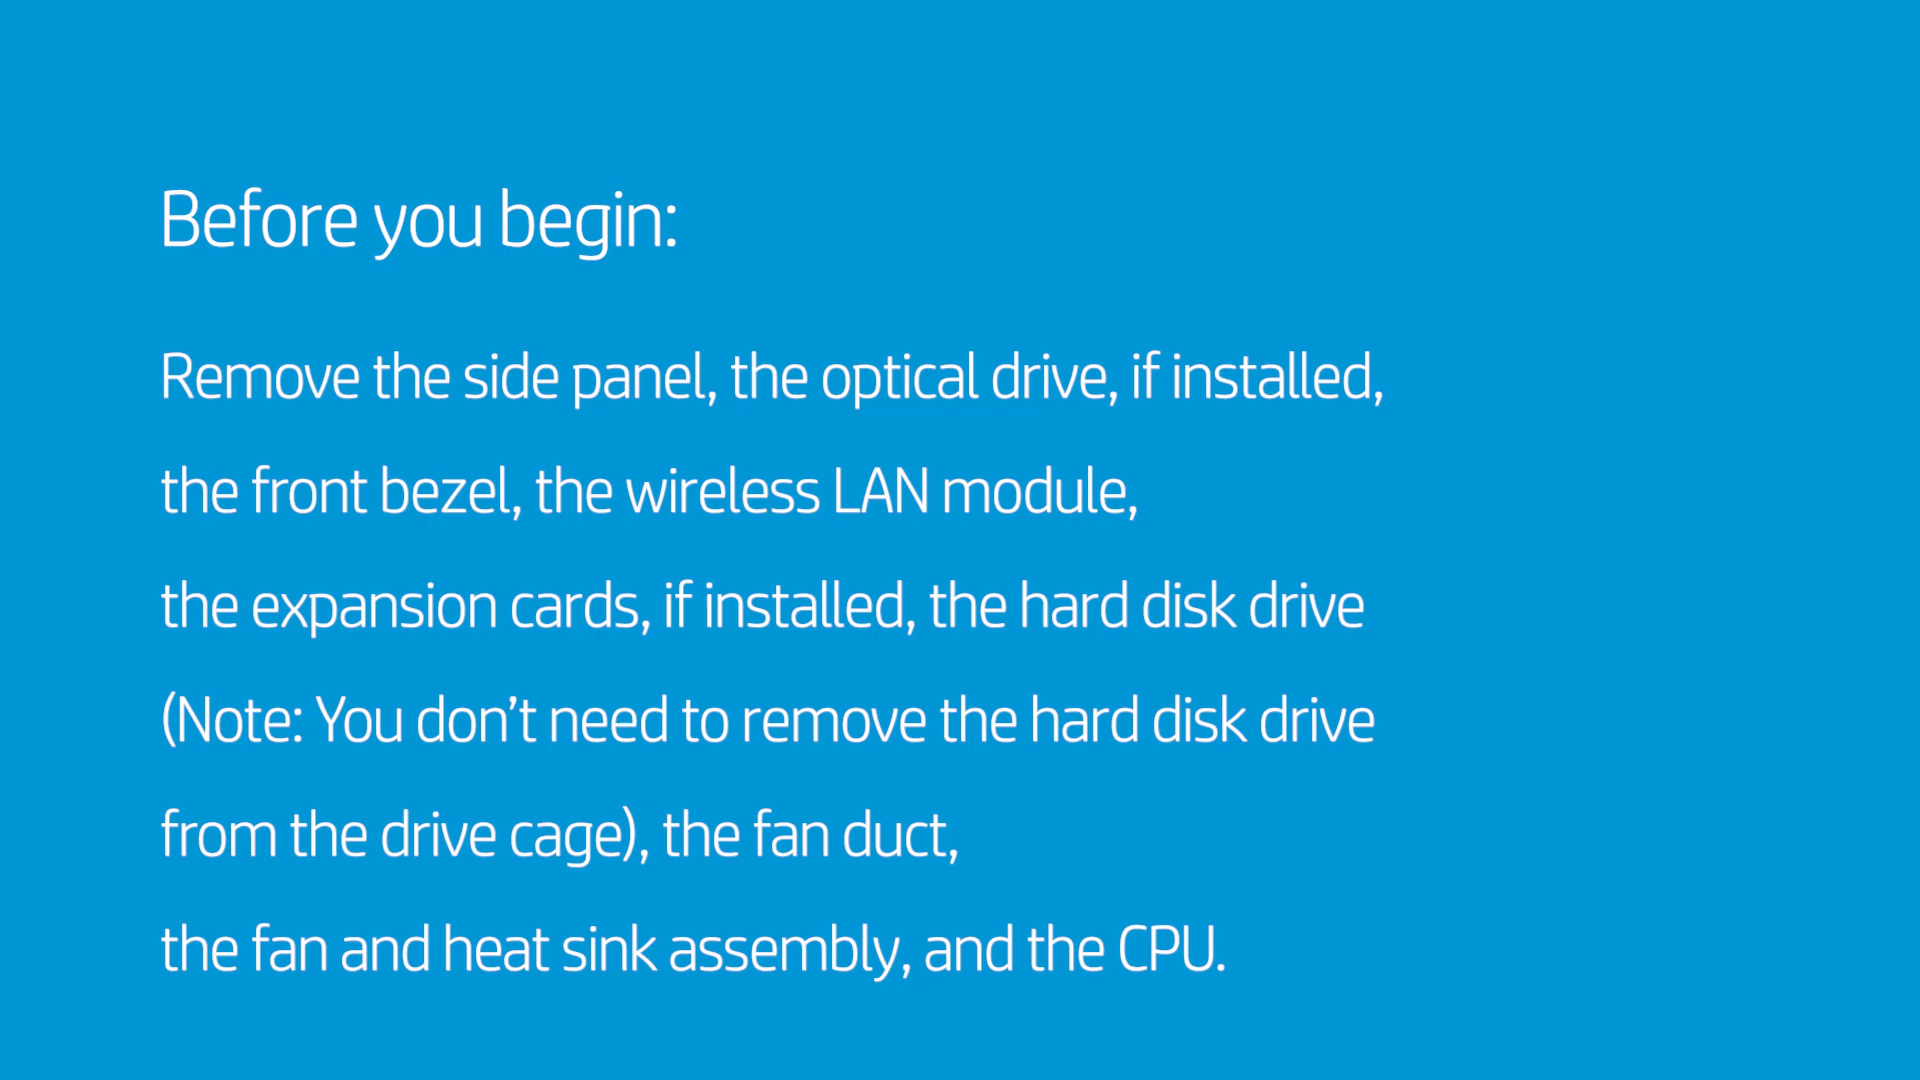 Before you begin:
Remove the side panel, the optical drive, if installed,
the front bezel, the wireless LAN module,
the expansion cards, if installed, the hard disk drive
(Note: You don’t need to remove the hard disk drive
from the drive cage), the fan duct,
the fan and heat sink assembly, and the CPU.